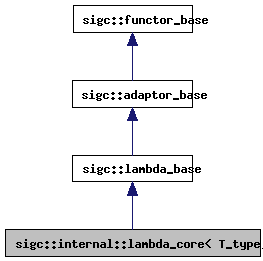 sigc::functor_base
sigc::adaptor_base
sigc::lambda_base
sigc::internal::lambda_core< T_type